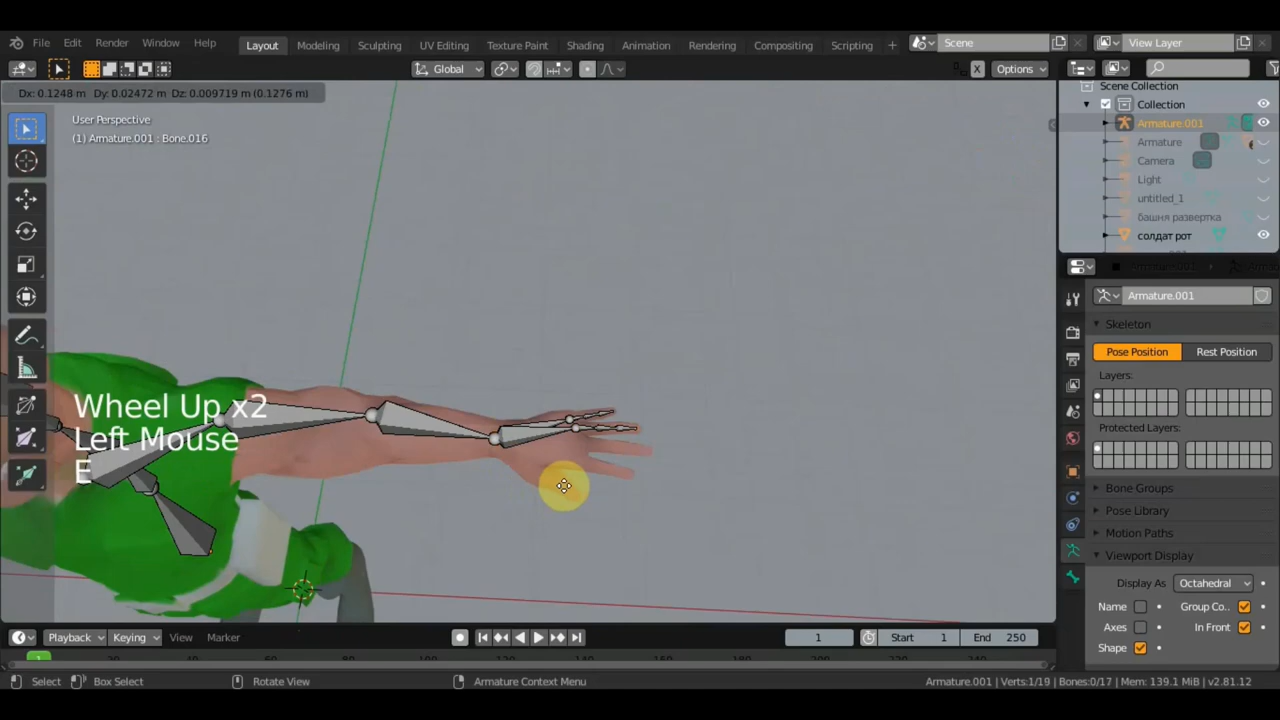 File Edit Render Window Help Layout Modeling Sculpting UV Editing Texture Paint Shading Animation Rendering Compositing Scripting + Scene View Layer
Global X Options
Dx: 0.1248 m Dy: 0.02472 m Dz: 0.009719 m (0.1276 m)
User Perspective
(1) Armature.001 : Bone.016
Scene Collection
Collection
Armature.001
Armature
Camera
Light
untitled_1
башня развертка
солдат рот
Armature.001
Skeleton
Pose Position Rest Position
Layers:
Protected Layers:
Bone Groups
Pose Library
Motion Paths
Viewport Display
Display As Octahedral
Name Group Co..
Axes In Front
Shape
Wheel Up x2
Left Mouse
E
Playback Keying View Marker 1 Start 1 End 250
Select Box Select Rotate View Armature Context Menu Armature.001 | Verts:1/19 | Bones:0/17 | Mem: 139.1 MiB | v2.81.12